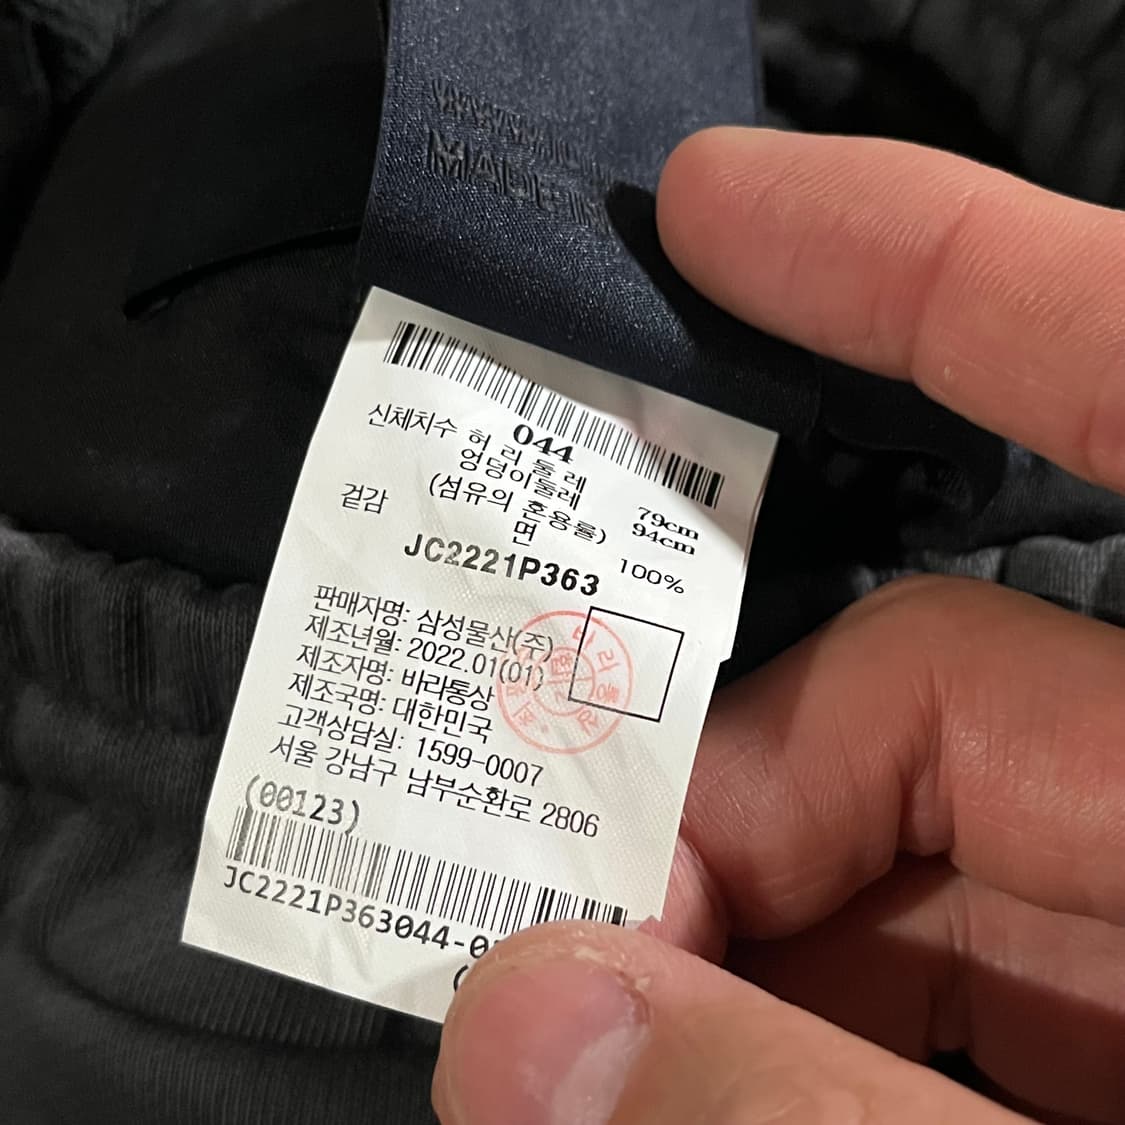 신체치수 044
허리둘레 79cm
엉덩이둘레 94cm
(섬유의 혼용률)
겉감 면 100%
JC2221P363
판매자명: 삼성물산(주)
제조년월: 2022.01(01)
제조자명: 바라통상
제조국명: 대한민국
고객상담실: 1599-0007
서울 강남구 남부순환로 2806
(00123)
JC2221P363044-0